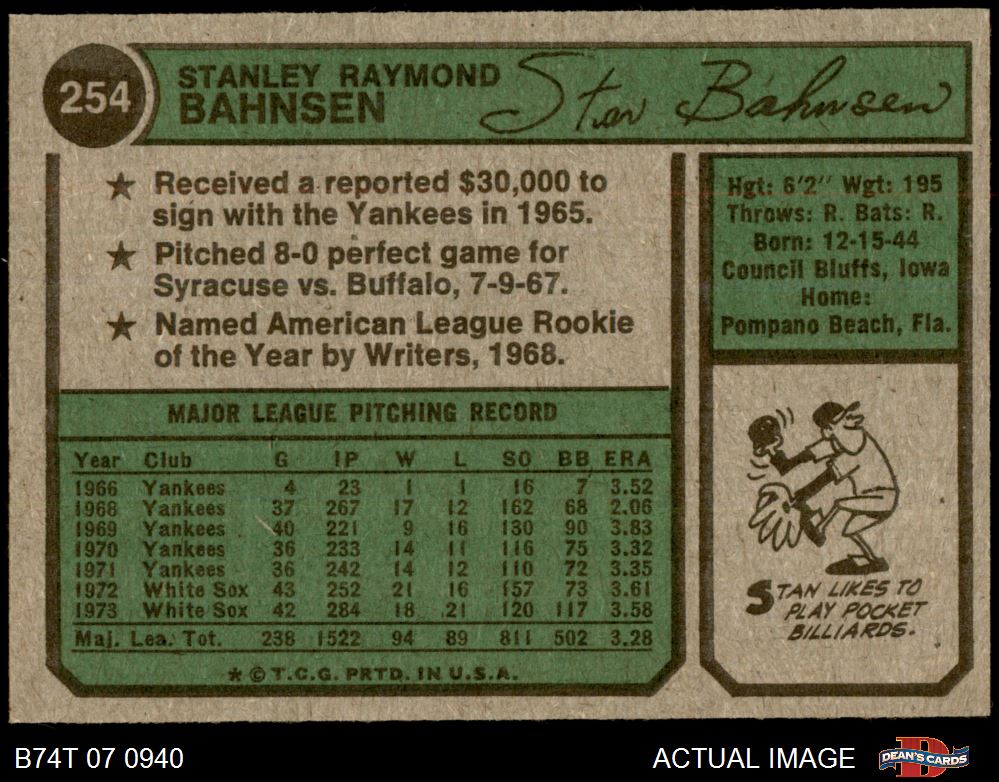 254
STANLEY RAYMOND
BAHNSEN
Stan Bahnsen
★ Received a reported $30,000 to
sign with the Yankees in 1965.
★ Pitched 8-0 perfect game for
Syracuse vs. Buffalo, 7-9-67.
★ Named American League Rookie
of the Year by Writers, 1968.
Hgt: 6'2" Wgt: 195
Throws: R. Bats: R.
Born: 12-15-44
Council Bluffs, Iowa
Home:
Pompano Beach, Fla.
MAJOR LEAGUE PITCHING RECORD
Year Club G IP W L SO BB ERA
1966 Yankees 4 23 1 1 16 7 3.52
1968 Yankees 37 267 17 12 162 68 2.06
1969 Yankees 40 221 9 16 130 90 3.83
1970 Yankees 36 233 14 11 116 75 3.32
1971 Yankees 36 242 14 12 110 72 3.35
1972 White Sox 43 252 21 16 157 73 3.61
1973 White Sox 42 284 18 21 120 117 3.58
Maj. Lea. Tot. 238 1522 94 89 811 502 3.28
* © T.C.G. PRTD. IN U.S.A.
STAN LIKES TO
PLAY POCKET
BILLIARDS.
B74T 07 0940
ACTUAL IMAGE
DEAN'S CARDS